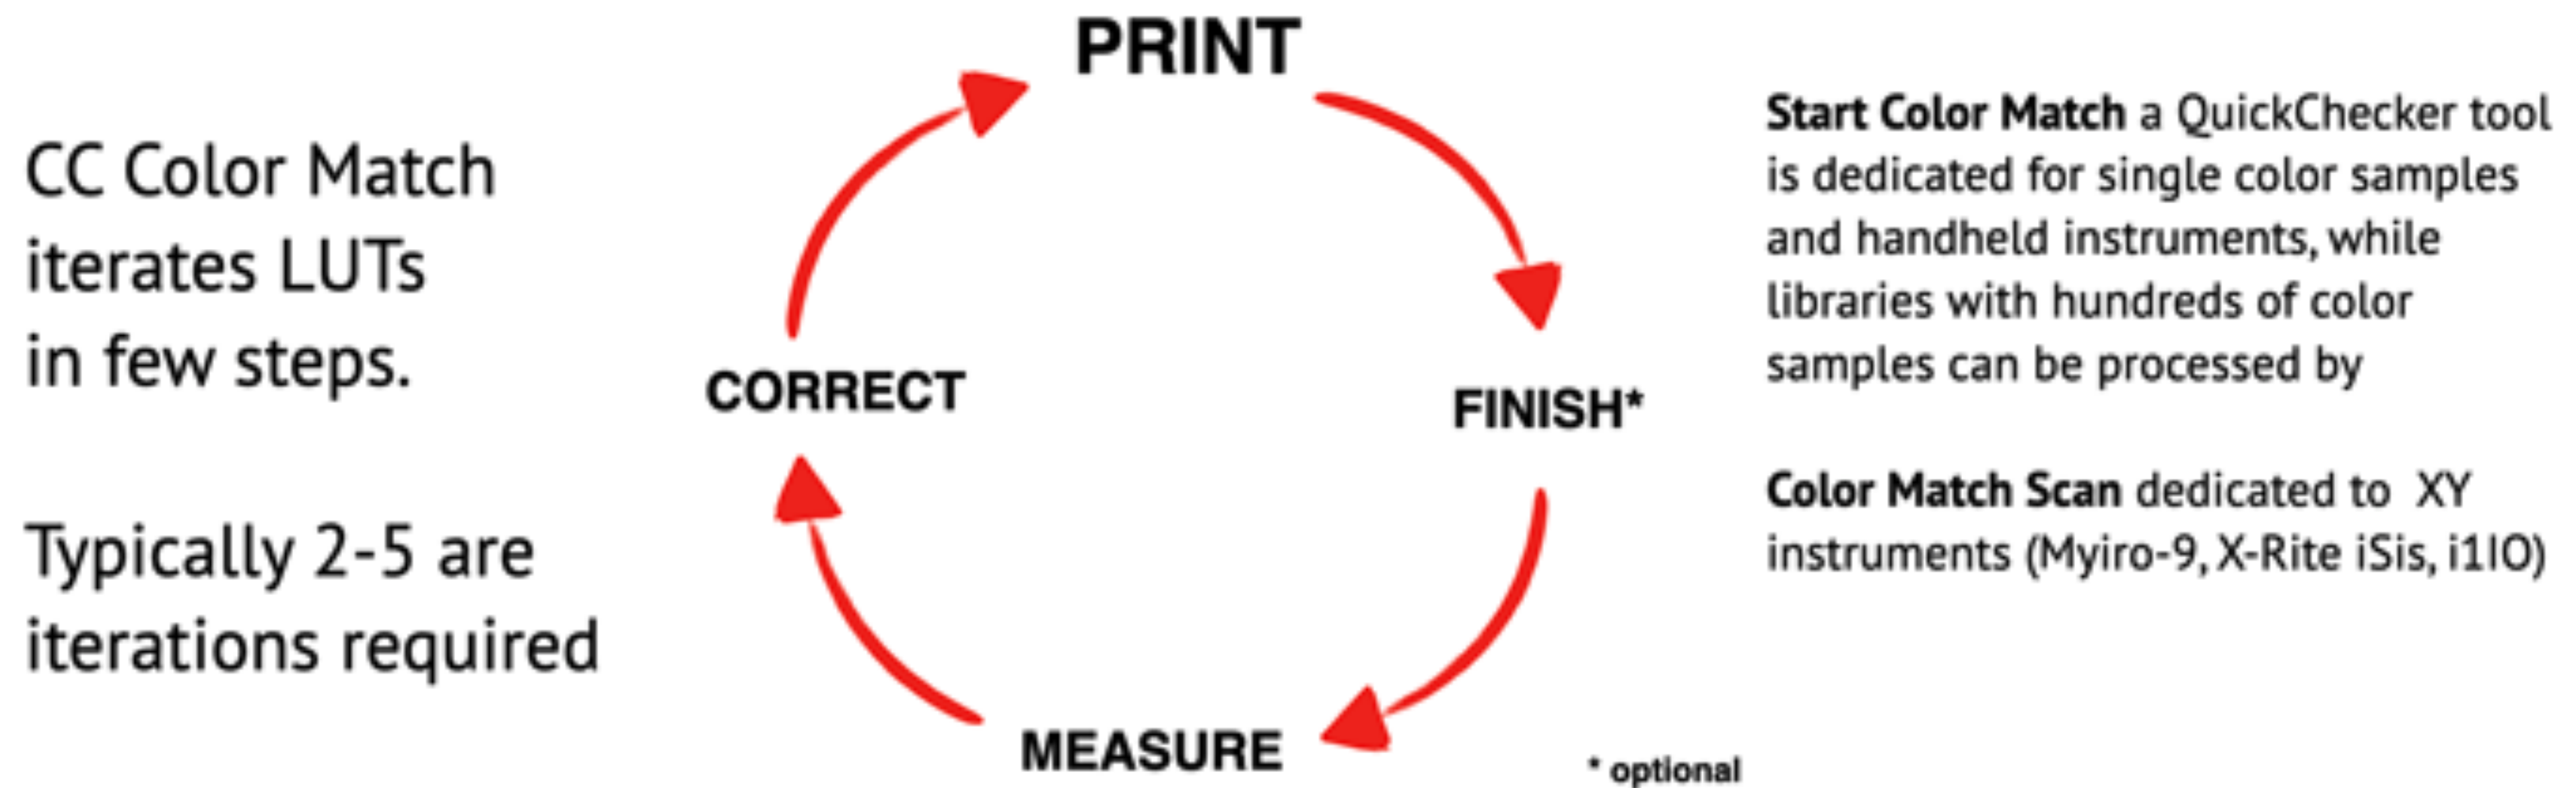 CC Color Match
iterates LUTs
in few steps.
Typically 2-5 are
iterations required
PRINT
CORRECT
FINISH*
MEASURE
* optional
Start Color Match a QuickChecker tool
is dedicated for single color samples
and handheld instruments, while
libraries with hundreds of color
samples can be processed by
Color Match Scan dedicated to  XY
instruments (Myiro-9, X-Rite iSis, i1IO)